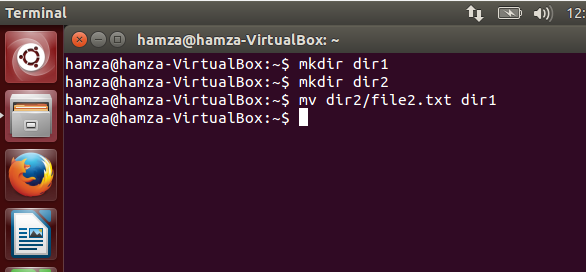 Terminal
12:
hamza@hamza-VirtualBox: ~
hamza@hamza-VirtualBox:~$ mkdir dir1
hamza@hamza-VirtualBox:~$ mkdir dir2
hamza@hamza-VirtualBox:~$ mv dir2/file2.txt dir1
hamza@hamza-VirtualBox:~$